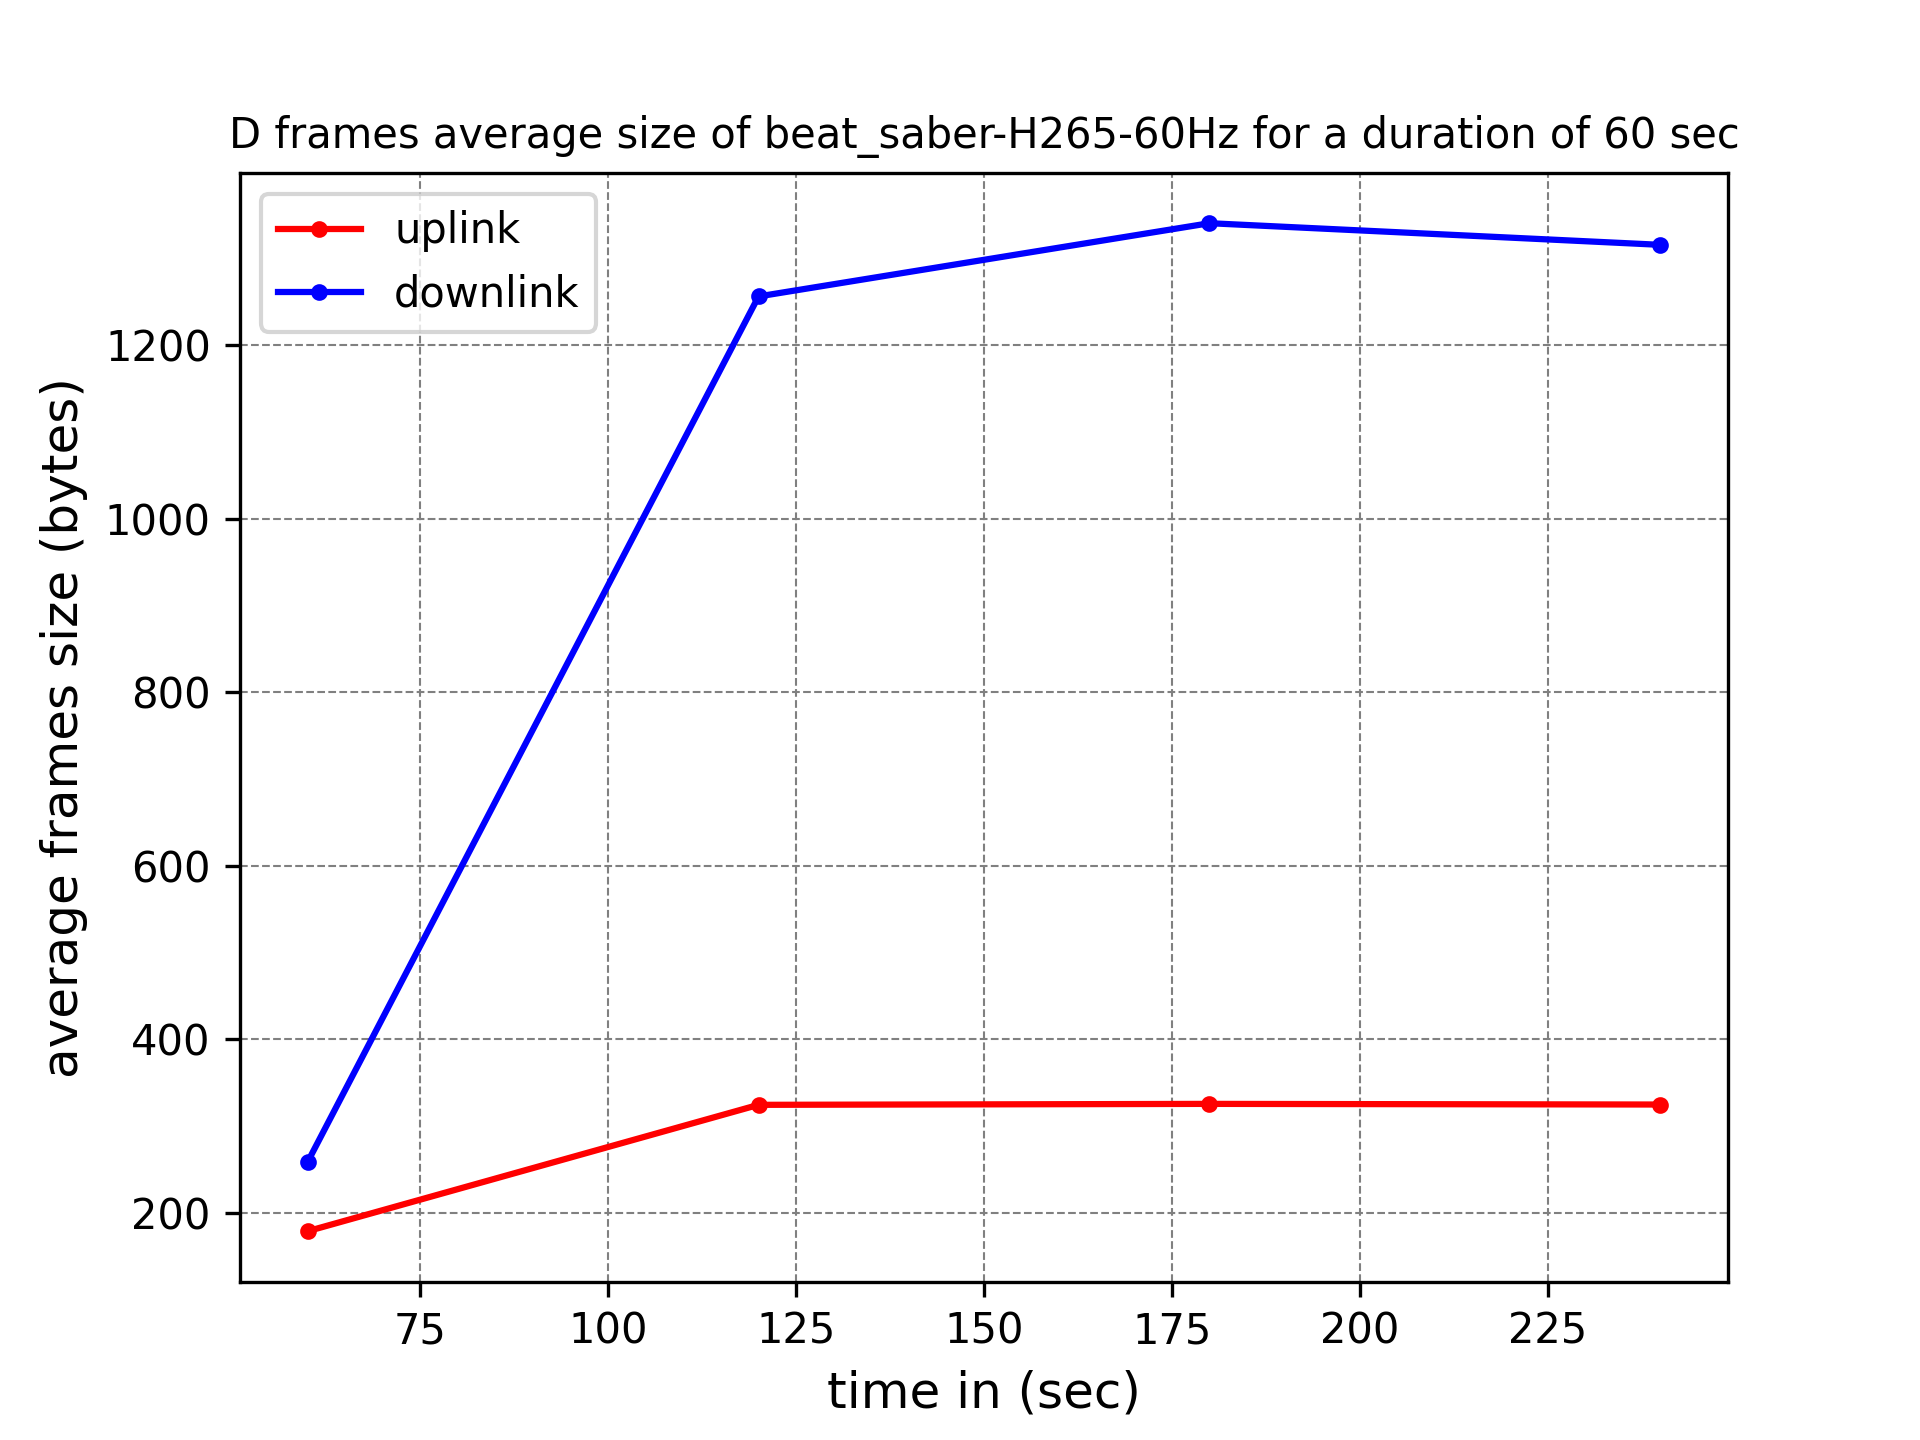 D frames average size of beat_saber-H265-60Hz for a duration of 60 sec
uplink
downlink
average frames size (bytes)
1200
1000
800
600
400
200
75 100 125 150 175 200 225
time in (sec)